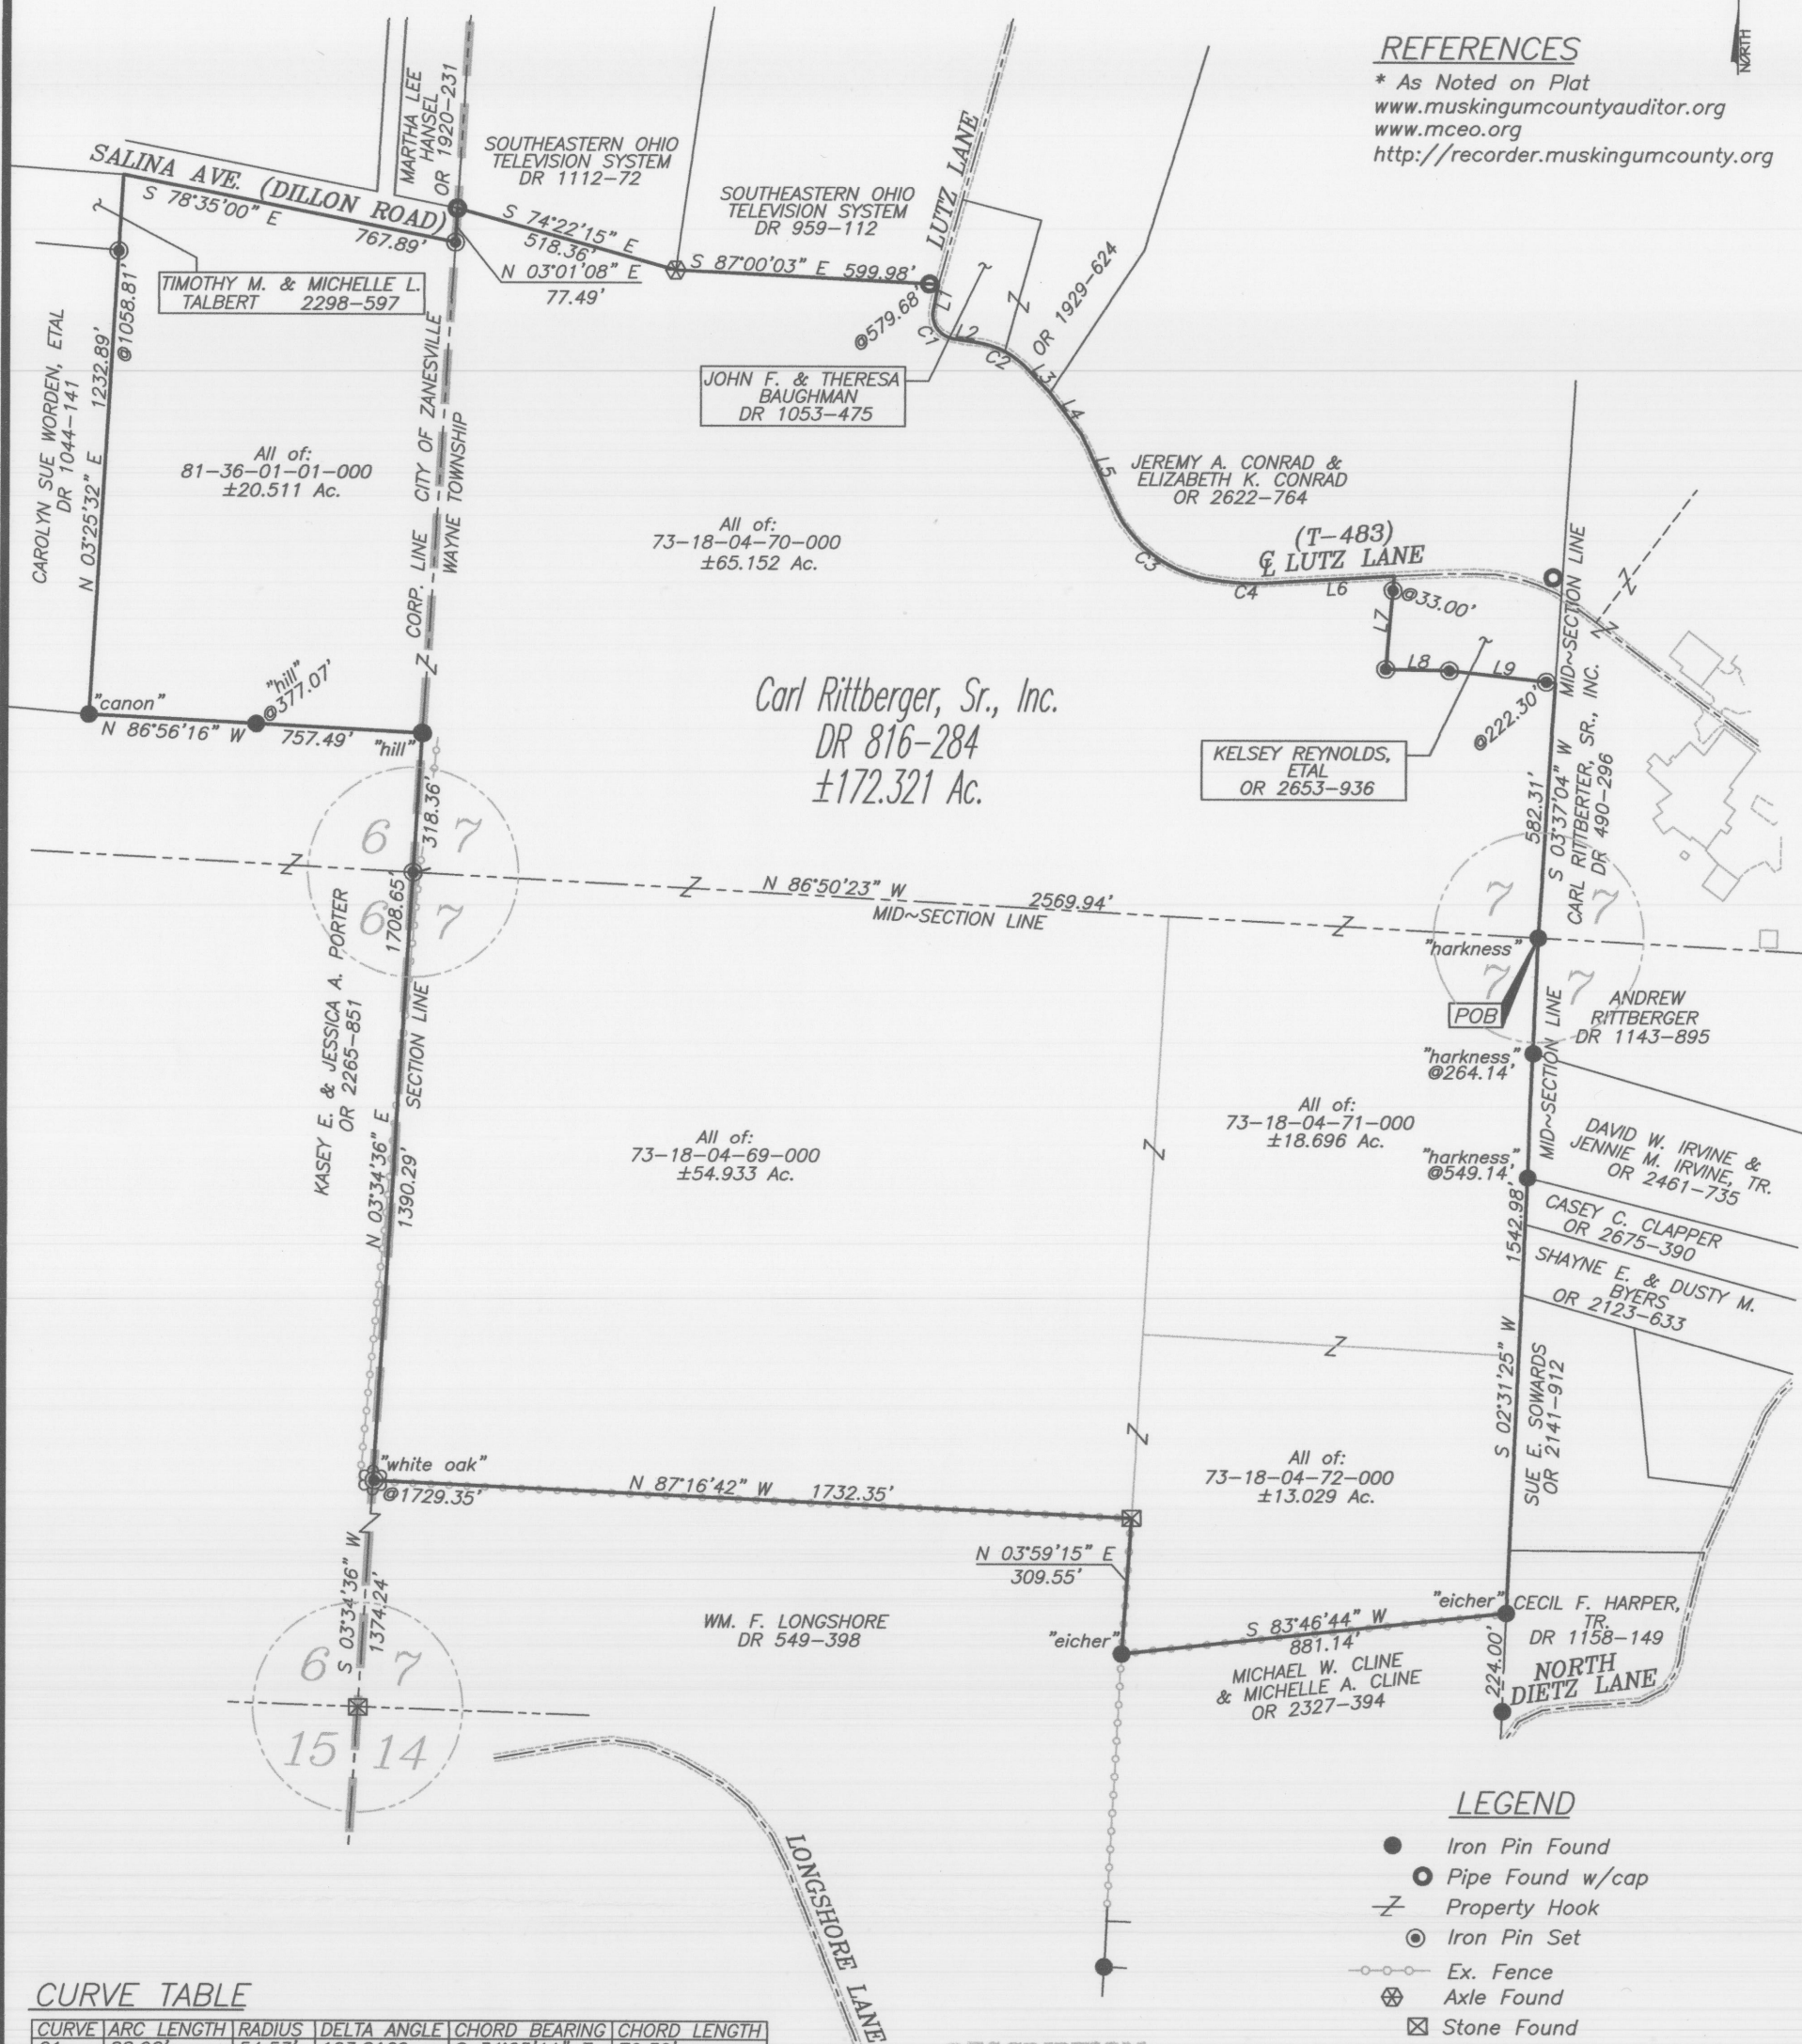 NORTH
REFERENCES
* As Noted on Plat
www.muskingumcountyauditor.org
www.mceo.org
http://recorder.muskingumcounty.org
MARTHA LEE
HANSEL
OR 1920-231
SALINA AVE. (DILLON ROAD)
S 78°35'00" E
767.89'
SOUTHEASTERN OHIO
TELEVISION SYSTEM
DR 1112-72
S 74°22'15" E
518.36'
N 03°01'08" E
77.49'
SOUTHEASTERN OHIO
TELEVISION SYSTEM
DR 959-112
S 87°00'03" E 599.98'
@579.68'
LUTZ LANE
L1
C1
L2
C2
L3
L4
L5
C3
C4
L6
OR 1929-624
TIMOTHY M. & MICHELLE L.
TALBERT 2298-597
JOHN F. & THERESA
BAUGHMAN
DR 1053-475
CAROLYN SUE WORDEN, ETAL
DR 1044-141
N 03°25'32" E 1232.89'
@1058.81'
All of:
81-36-01-01-000
±20.511 Ac.
CORP. LINE CITY OF ZANESVILLE
WAYNE TOWNSHIP
All of:
73-18-04-70-000
±65.152 Ac.
JEREMY A. CONRAD &
ELIZABETH K. CONRAD
OR 2622-764
(T-483)
℄ LUTZ LANE
@33.00'
L7
L8
L9
@222.30'
MID~SECTION LINE
S 03°37'04" W
582.31'
CARL RITTBERTER, SR., INC.
DR 490-296
"canon"
N 86°56'16" W 757.49'
"hill"
@377.07'
"hill"
Carl Rittberger, Sr., Inc.
DR 816-284
±172.321 Ac.
KELSEY REYNOLDS,
ETAL
OR 2653-936
318.36'
6 7
6 7
1708.65'
N 86°50'23" W 2569.94'
MID~SECTION LINE
7 7
"harkness"
7 7
POB
ANDREW
RITTBERGER
DR 1143-895
KASEY E. & JESSICA A. PORTER
OR 2265-851
SECTION LINE
N 03°34'36" E
1390.29'
"harkness"
@264.14'
MID~SECTION LINE
All of:
73-18-04-69-000
±54.933 Ac.
All of:
73-18-04-71-000
±18.696 Ac.
"harkness"
@549.14'
DAVID W. IRVINE &
JENNIE M. IRVINE, TR.
OR 2461-735
CASEY C. CLAPPER
OR 2675-390
SHAYNE E. & DUSTY M.
BYERS
OR 2123-633
S 02°31'25" W 1542.98'
SUE E. SOWARDS
OR 2141-912
"white oak"
@1729.35'
N 87°16'42" W 1732.35'
All of:
73-18-04-72-000
±13.029 Ac.
N 03°59'15" E
309.55'
S 03°34'36" W
1374.24'
6 7
15 14
WM. F. LONGSHORE
DR 549-398
"eicher"
S 83°46'44" W
881.14'
MICHAEL W. CLINE
& MICHELLE A. CLINE
OR 2327-394
"eicher"
CECIL F. HARPER,
TR.
DR 1158-149
224.00'
NORTH
DIETZ LANE
LONGSHORE LANE
LEGEND
Iron Pin Found
Pipe Found w/cap
Property Hook
Iron Pin Set
Ex. Fence
Axle Found
Stone Found
CURVE TABLE
CURVE ARC LENGTH RADIUS DELTA ANGLE CHORD BEARING CHORD LENGTH